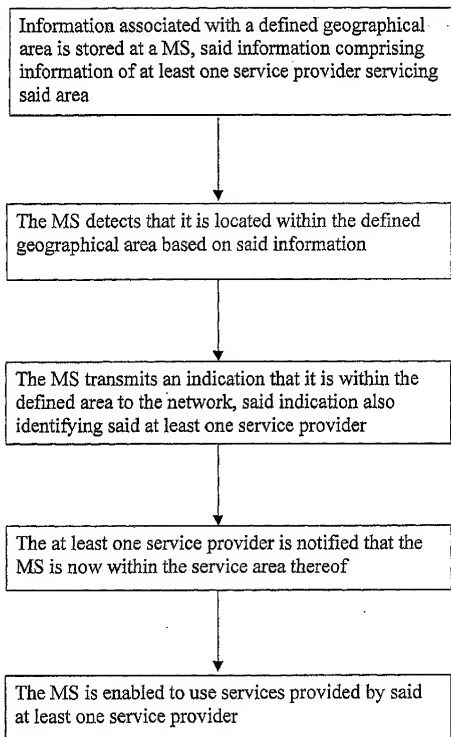 Information associated with a defined geographical
area is stored at a MS, said information comprising
information of at least one service provider servicing
said area
The MS detects that it is located within the defined
geographical area based on said information
The MS transmits an indication that it is within the
defined area to the network, said indication also
identifying said at least one service provider
The at least one service provider is notified that the
MS is now within the service area thereof
The MS is enabled to use services provided by said
at least one service provider